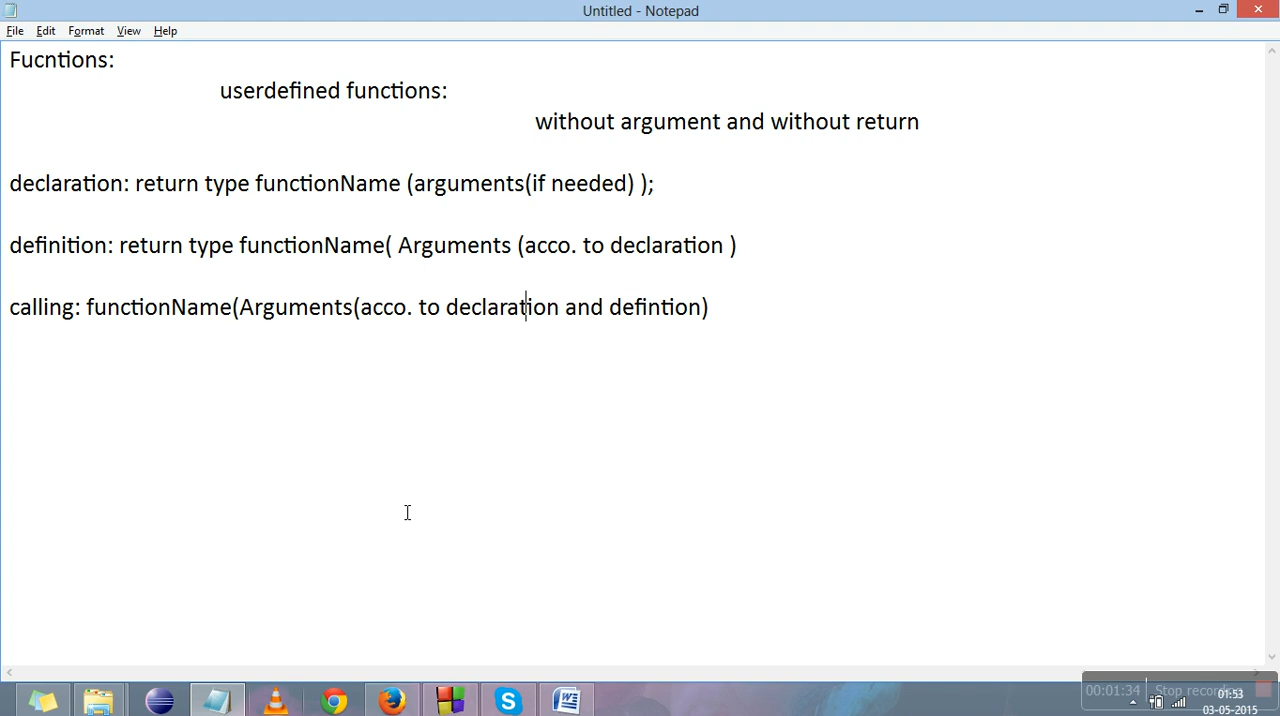 Untitled - Notepad
File Edit Format View Help
Fucntions:
userdefined functions:
without argument and without return
declaration: return type functionName (arguments(if needed) );
definition: return type functionName( Arguments (acco. to declaration )
calling: functionName(Arguments(acco. to declaration and defintion)
00:01:34
Stop recording
01:53
03-05-2015